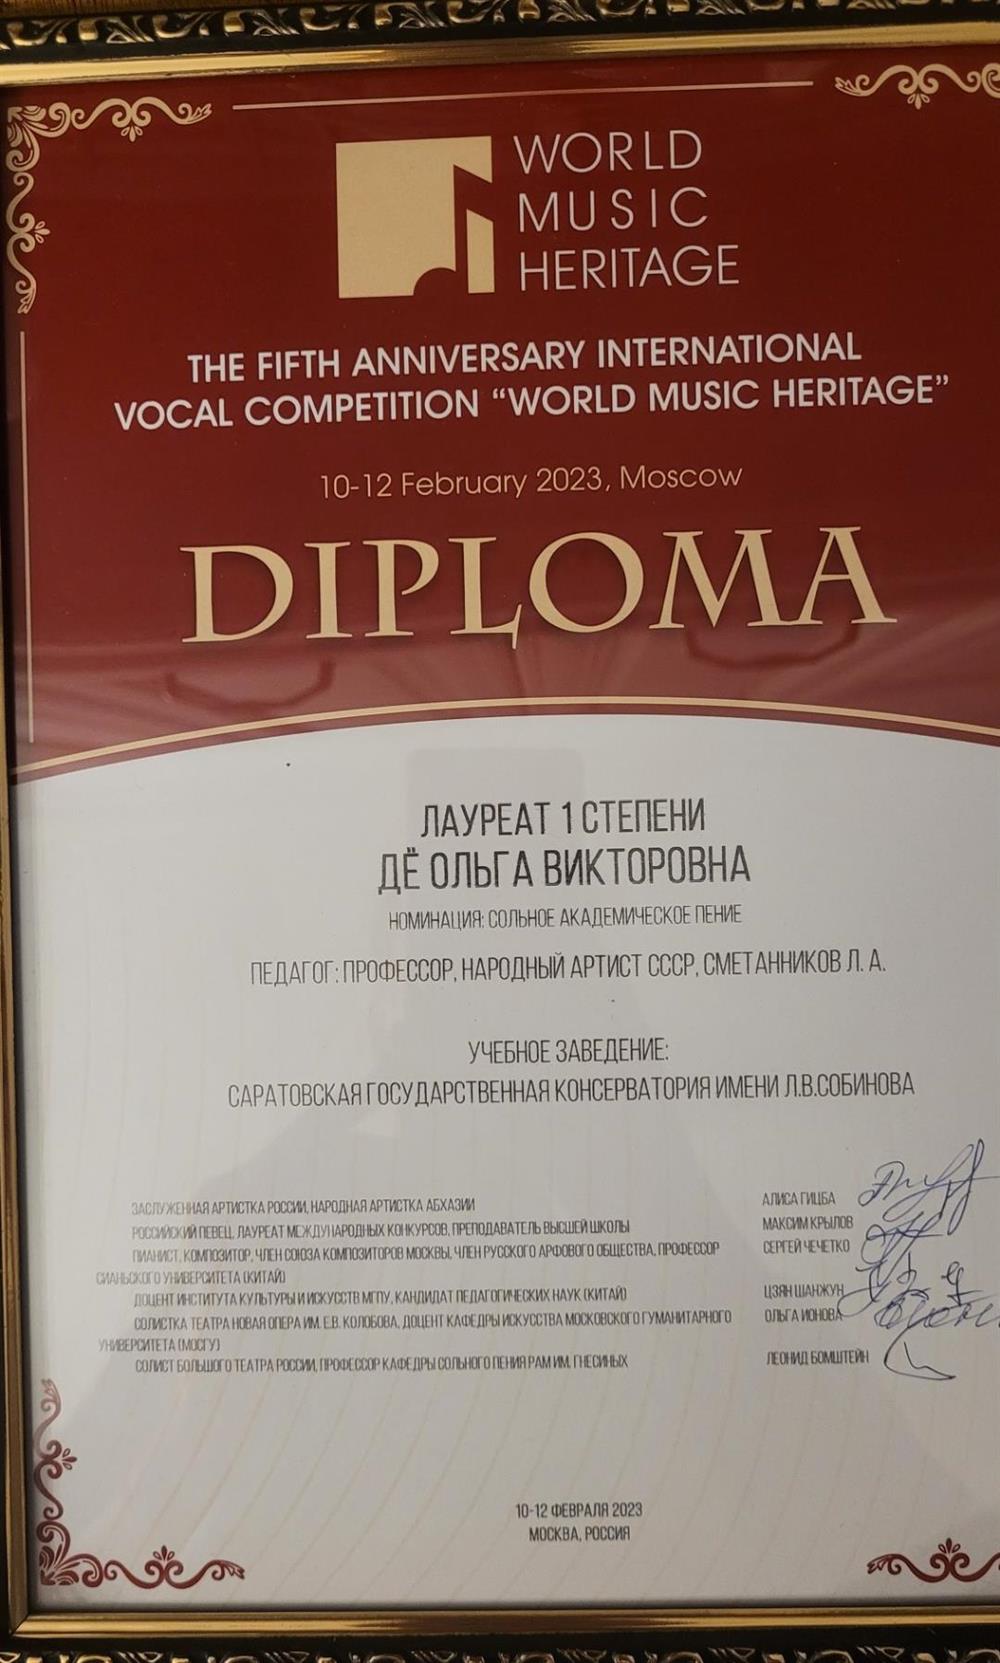 WORLD
MUSIC
HERITAGE
THE FIFTH ANNIVERSARY INTERNATIONAL
VOCAL COMPETITION “WORLD MUSIC HERITAGE”
10-12 February 2023, Moscow
DIPLOMA
ЛАУРЕАТ 1 СТЕПЕНИ
ДЁ ОЛЬГА ВИКТОРОВНА
НОМИНАЦИЯ: СОЛЬНОЕ АКАДЕМИЧЕСКОЕ ПЕНИЕ
ПЕДАГОГ: ПРОФЕССОР, НАРОДНЫЙ АРТИСТ СССР, СМЕТАННИКОВ Л. А.
УЧЕБНОЕ ЗАВЕДЕНИЕ:
САРАТОВСКАЯ ГОСУДАРСТВЕННАЯ КОНСЕРВАТОРИЯ ИМЕНИ Л.В.СОБИНОВА
ЗАСЛУЖЕННАЯ АРТИСТКА РОССИИ, НАРОДНАЯ АРТИСТКА АБХАЗИИ АЛИСА ГИЦБА
РОССИЙСКИЙ ПЕВЕЦ, ЛАУРЕАТ МЕЖДУНАРОДНЫХ КОНКУРСОВ, ПРЕПОДАВАТЕЛЬ ВЫСШЕЙ ШКОЛЫ МАКСИМ КРЫЛОВ
ПИАНИСТ, КОМПОЗИТОР, ЧЛЕН СОЮЗА КОМПОЗИТОРОВ МОСКВЫ, ЧЛЕН РУССКОГО АРФОВОГО ОБЩЕСТВА, ПРОФЕССОР СЕРГЕЙ ЧЕЧЕТКО
СИАНЬСКОГО УНИВЕРСИТЕТА (КИТАЙ)
ДОЦЕНТ ИНСТИТУТА КУЛЬТУРЫ И ИСКУССТВ МГПУ, КАНДИДАТ ПЕДАГОГИЧЕСКИХ НАУК (КИТАЙ) ЦЗЯН ШАНЖУН
СОЛИСТКА ТЕАТРА НОВАЯ ОПЕРА ИМ. Е.В. КОЛОБОВА, ДОЦЕНТ КАФЕДРЫ ИСКУССТВА МОСКОВСКОГО ГУМАНИТАРНОГО ОЛЬГА ИОНОВА
УНИВЕРСИТЕТА (МОСГУ)
СОЛИСТ БОЛЬШОГО ТЕАТРА РОССИИ, ПРОФЕССОР КАФЕДРЫ СОЛЬНОГО ПЕНИЯ РАМ ИМ. ГНЕСИНЫХ ЛЕОНИД БОМШТЕЙН
10-12 ФЕВРАЛЯ 2023
МОСКВА, РОССИЯ